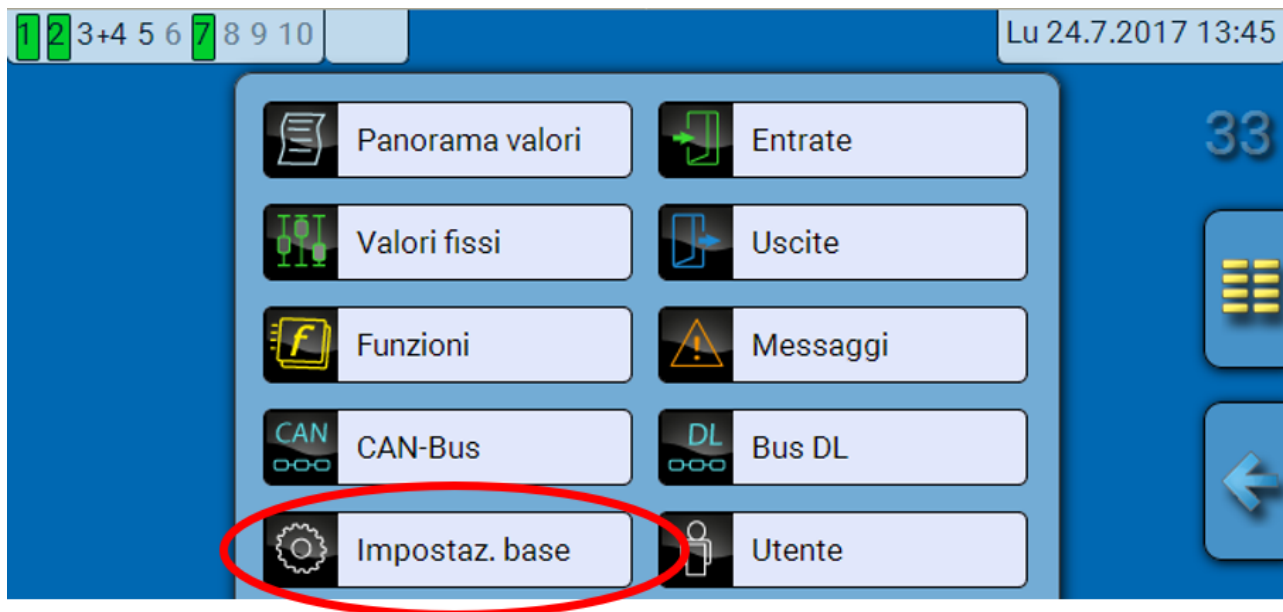 1 2 3+4 5 6 7 8 9 10
Lu 24.7.2017 13:45
33
Panorama valori
Entrate
Valori fissi
Uscite
f Funzioni
Messaggi
CAN CAN-Bus
DL Bus DL
Impostaz. base
Utente